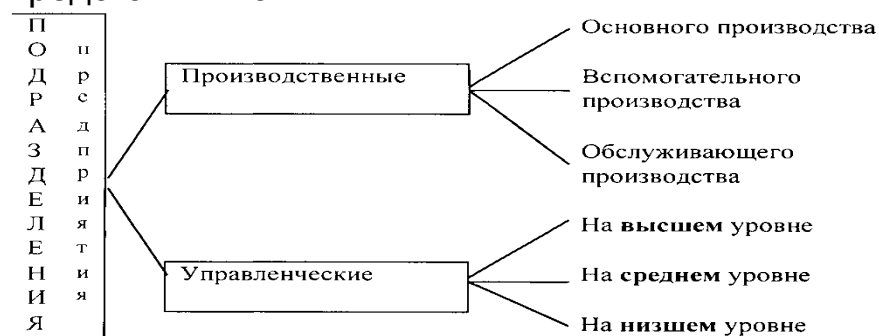 ПОДРАЗДЕЛЕНИЯ
предприятия
Производственные
Основного производства
Вспомогательного
производства
Обслуживающего
производства
Управленческие
На высшем уровне
На среднем уровне
На низшем уровне